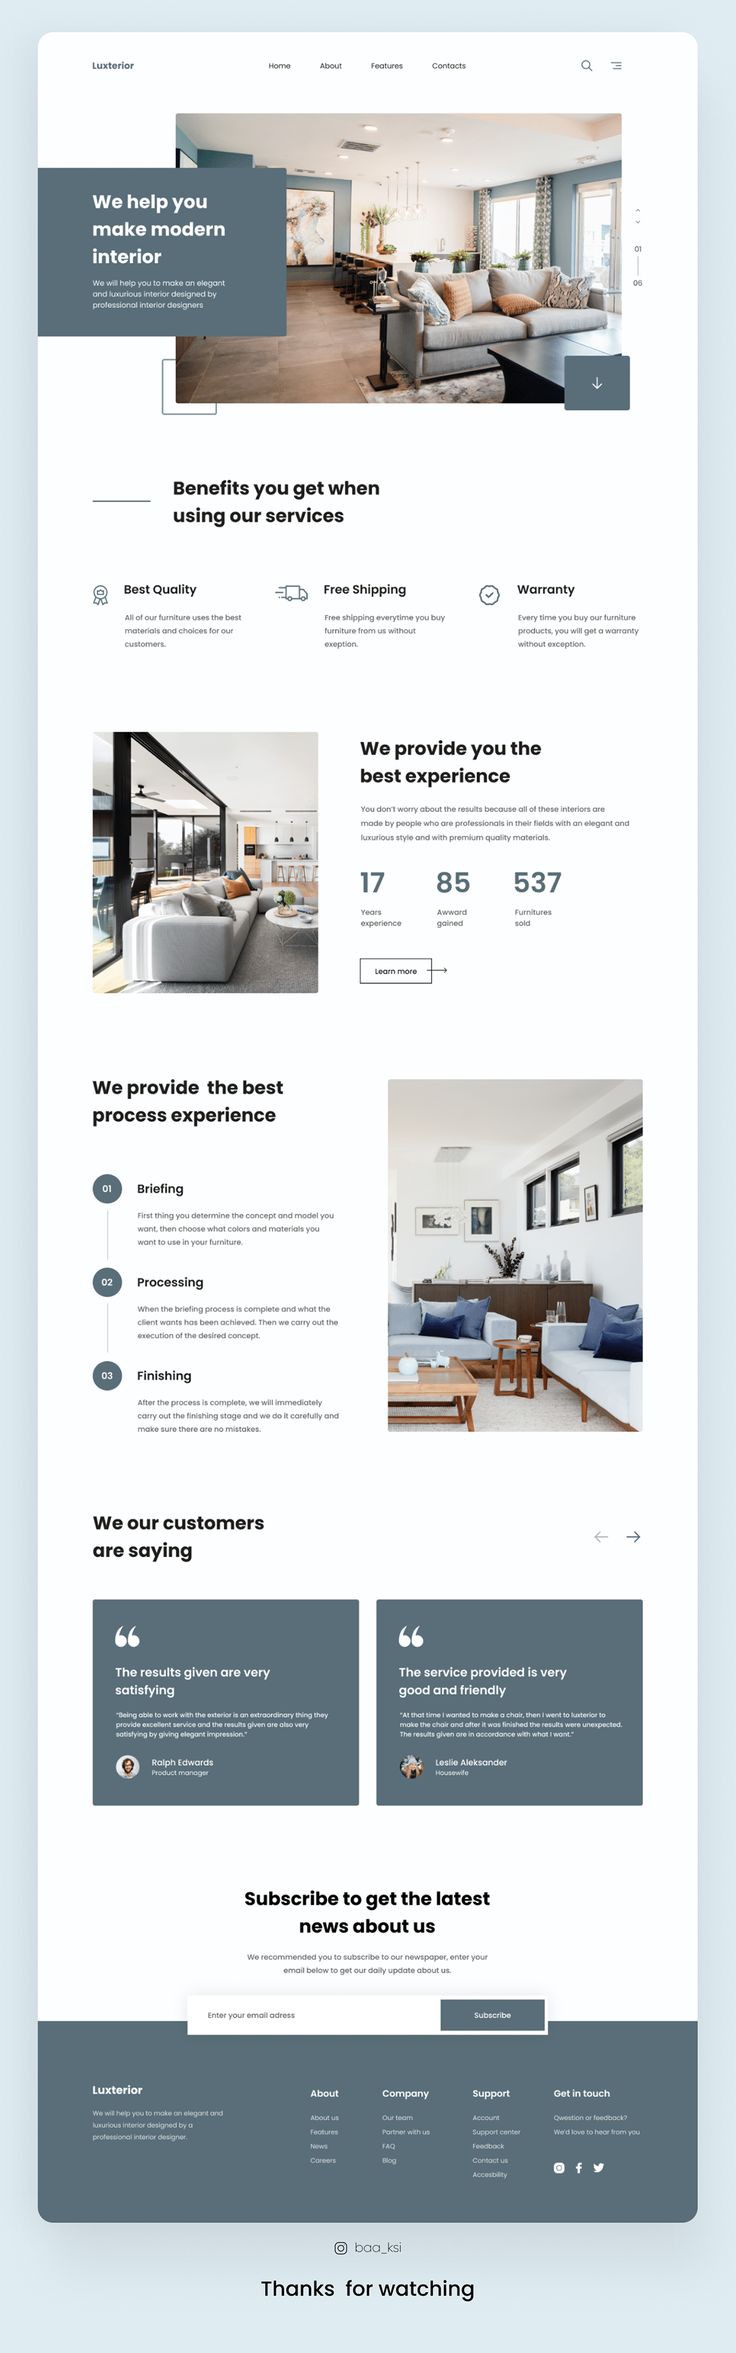 Luxterior
Home About Features Contacts
We help you
make modern
interior
We will help you to make an elegant
and luxurious interior designed by
professional interior designers
01
06
Benefits you get when
using our services
Best Quality
All of our furniture uses the best
materials and choices for our
customers.
Free Shipping
Free shipping everytime you buy
furniture from us without
exeption.
Warranty
Every time you buy our furniture
products, you will get a warranty
without exception.
We provide you the
best experience
You don't worry about the results because all of these interiors are
made by people who are professionals in their fields with an elegant and
luxurious style and with premium quality materials.
17
Years
experience
85
Awward
gained
537
Furnitures
sold
Learn more
We provide the best
process experience
01
Briefing
First thing you determine the concept and model you
want, then choose what colors and materials you
want to use in your furniture.
02
Processing
When the briefing process is complete and what the
client wants has been achieved. Then we carry out the
execution of the desired concept.
03
Finishing
After the process is complete, we will immediately
carry out the finishing stage and we do it carefully and
make sure there are no mistakes.
We our customers
are saying
The results given are very
satisfying
"Being able to work with the exterior is an extraordinary thing they
provide excellent service and the results given are also very
satisfying by giving elegant impression."
Ralph Edwards
Product manager
The service provided is very
good and friendly
"At that time I wanted to make a chair, then I went to luxterior to
make the chair and after it was finished the results were unexpected.
The results given are in accordance with what I want."
Leslie Aleksander
Housewife
Subscribe to get the latest
news about us
We recommended you to subscribe to our newspaper, enter your
email below to get our daily update about us.
Enter your email adress
Subscribe
Luxterior
We will help you to make an elegant and
luxurious interior designed by a
professional interior designer.
About
About us
Features
News
Careers
Company
Our team
Partner with us
FAQ
Blog
Support
Account
Support center
Feedback
Contact us
Accesbility
Get in touch
Qwestion or feedback?
We'd love to hear from you
baa_ksi
Thanks for watching